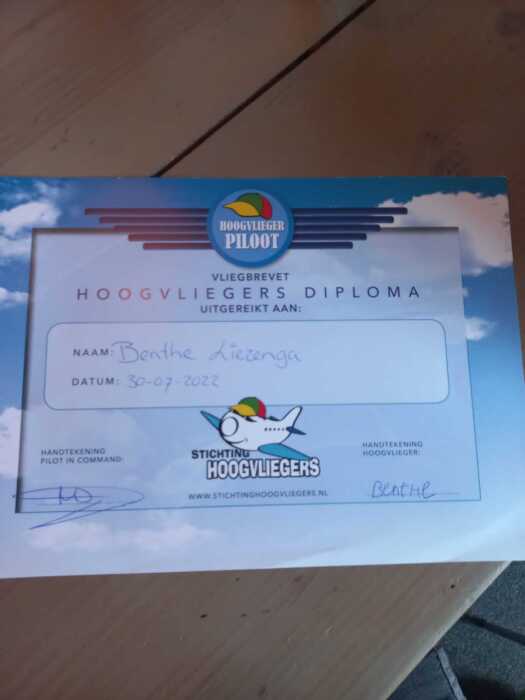 HOOGVLIEGER
PILOOT
VLIEGBREVET
HOOGVLIEGERS DIPLOMA
UITGEREIKT AAN:
NAAM: Benthe Liezenga
DATUM: 30-07-2022
STICHTING
HOOGVLIEGERS
HANDTEKENING
PILOT IN COMMAND:
HANDTEKENING
HOOGVLIEGER:
WWW.STICHTINGHOOGVLIEGERS.NL
BENTHE